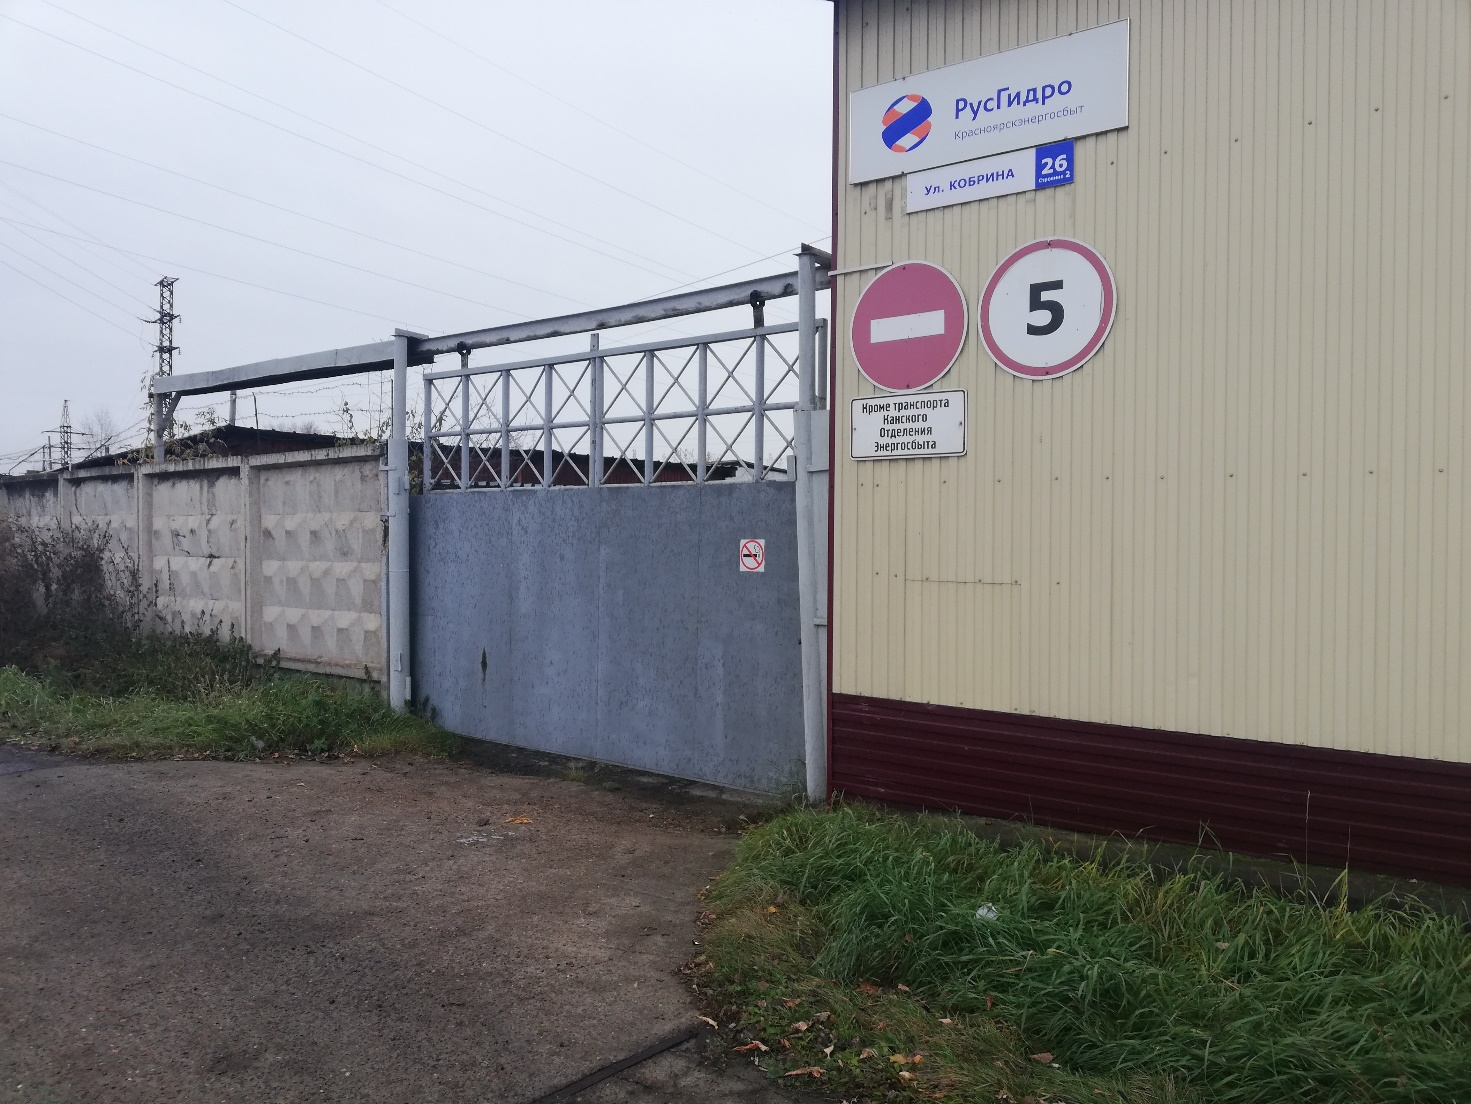 РусГидро
Красноярскэнергосбыт
Ул. КОБРИНА
26
Строение 2
5
Кроме транспорта
Канского
Отделения
Энергосбыта